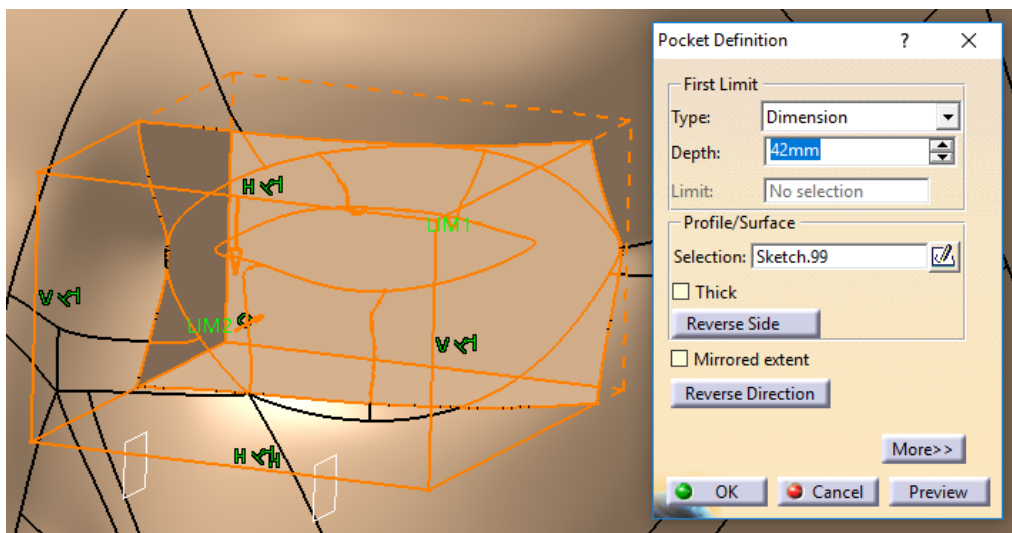 Pocket Definition ? ×
First Limit
Type: Dimension
Depth: 42mm
Limit: No selection
Profile/Surface
Selection: Sketch.99
Thick
Reverse Side
Mirrored extent
Reverse Direction
More>>
OK Cancel Preview
H
LIM1
V
LIM2
V
H H